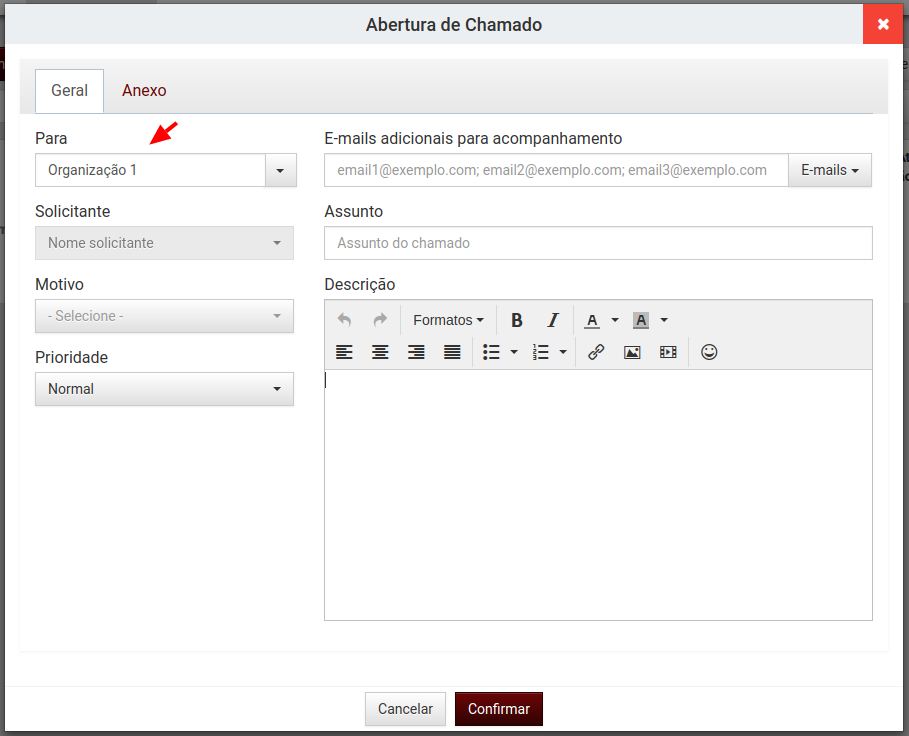 Abertura de Chamado
Geral
Anexo
Para
Organização 1
Solicitante
Nome solicitante
Motivo
- Selecione -
Prioridade
Normal
E-mails adicionais para acompanhamento
email1@exemplo.com; email2@exemplo.com; email3@exemplo.com
E-mails
Assunto
Assunto do chamado
Descrição
Formatos
B I A A
Cancelar
Confirmar